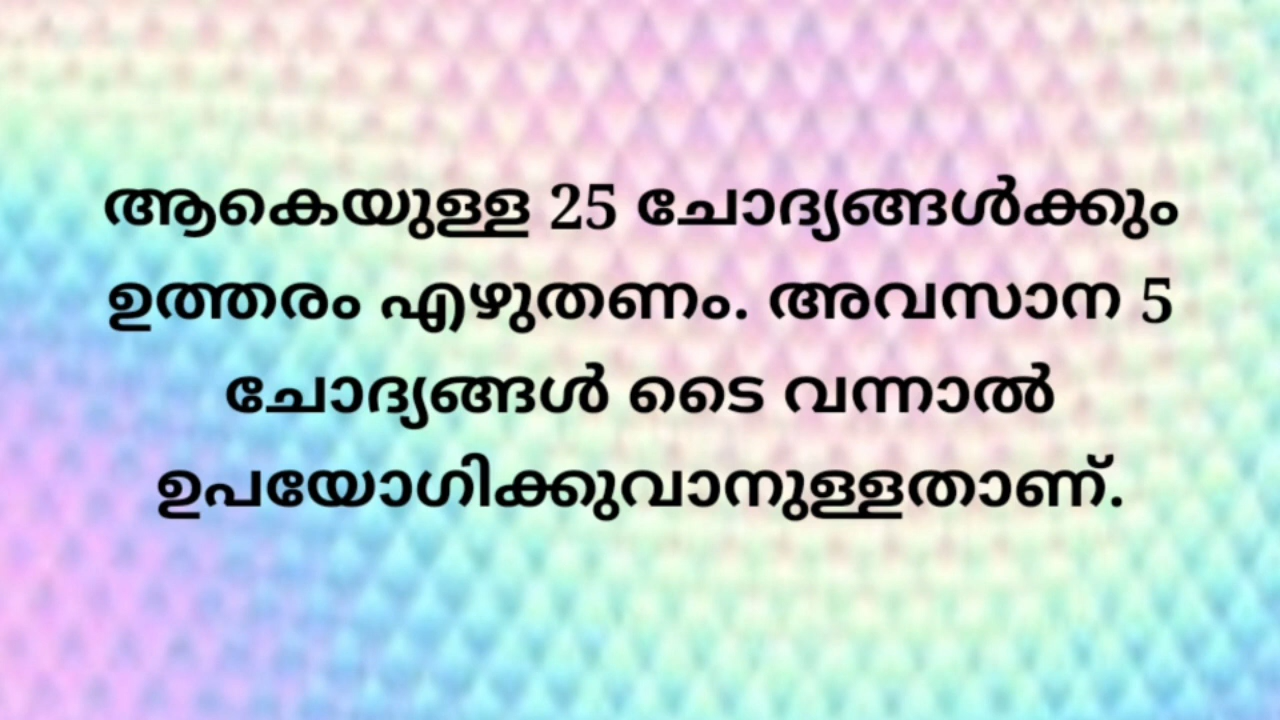 ആകെയുള്ള 25 ചോദ്യങ്ങൾക്കും
ഉത്തരം എഴുതണം. അവസാന 5
ചോദ്യങ്ങൾ ടൈ വന്നാൽ
ഉപയോഗിക്കുവാനുള്ളതാണ്.